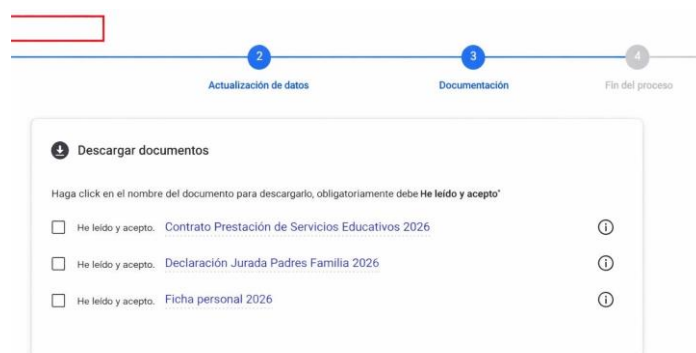 2
3
4
Actualización de datos
Documentación
Fin del proceso
Descargar documentos
Haga click en el nombre del documento para descargarlo, obligatoriamente debe He leído y acepto"
He leído y acepto. Contrato Prestación de Servicios Educativos 2026
He leído y acepto. Declaración Jurada Padres Familia 2026
He leído y acepto. Ficha personal 2026